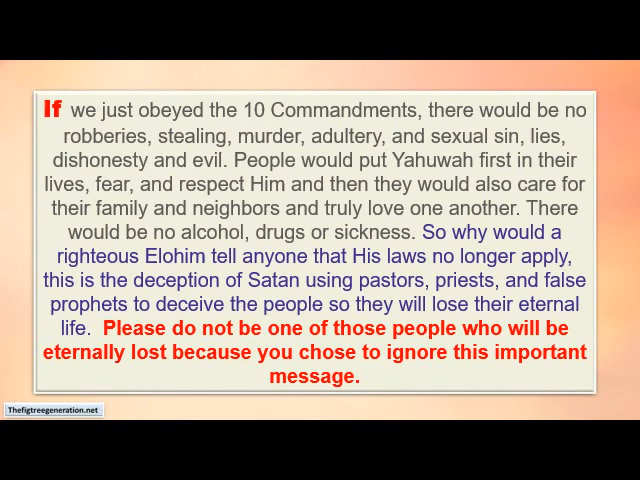 If we just obeyed the 10 Commandments, there would be no
robberies, stealing, murder, adultery, and sexual sin, lies,
dishonesty and evil. People would put Yahuwah first in their
lives, fear, and respect Him and then they would also care for
their family and neighbors and truly love one another. There
would be no alcohol, drugs or sickness. So why would a
righteous Elohim tell anyone that His laws no longer apply,
this is the deception of Satan using pastors, priests, and false
prophets to deceive the people so they will lose their eternal
life. Please do not be one of those people who will be
eternally lost because you chose to ignore this important
message.
Thefigtreegeneration.net